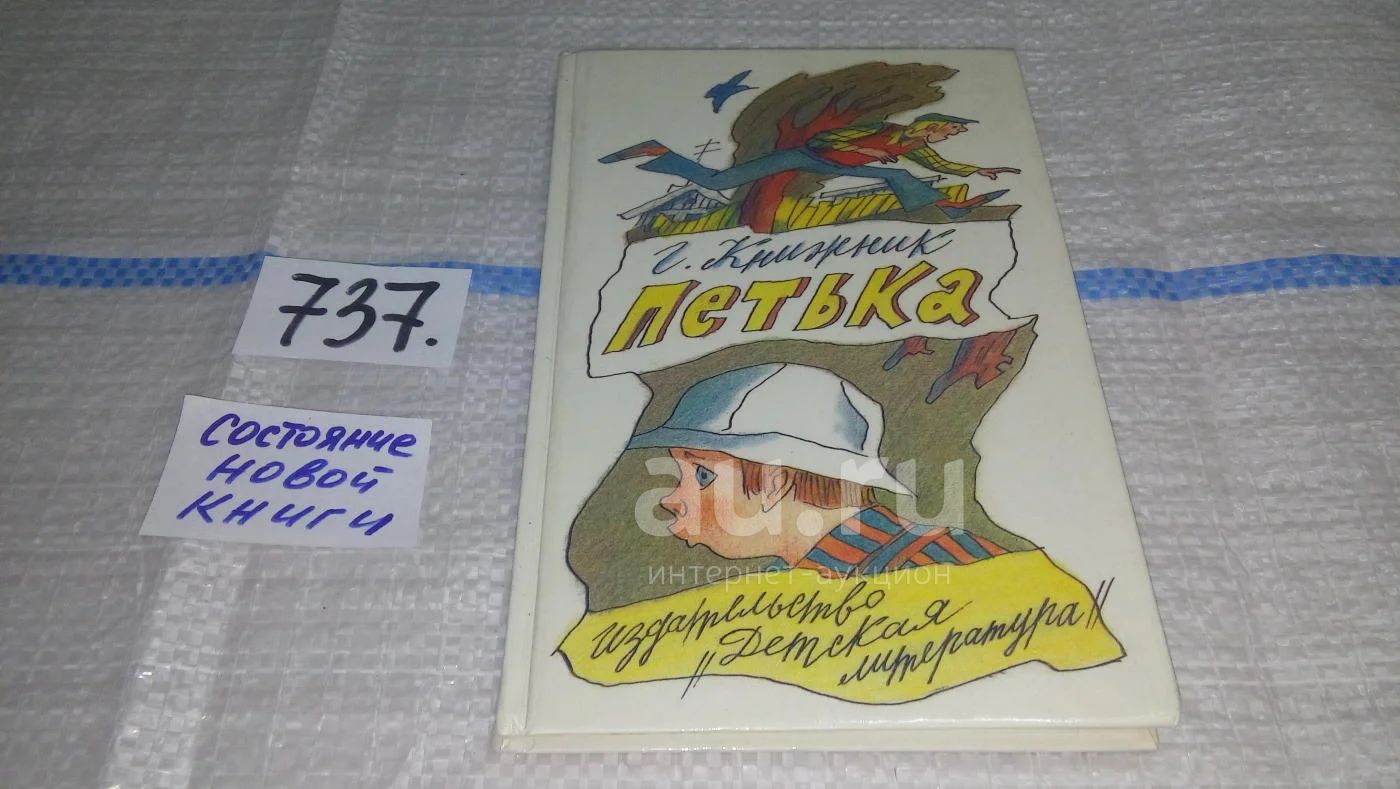 737.
Состояние
новой
книги
Г. Книжник
Петька
издательство
"Детская
литература"
au.ru
интернет-аукцион